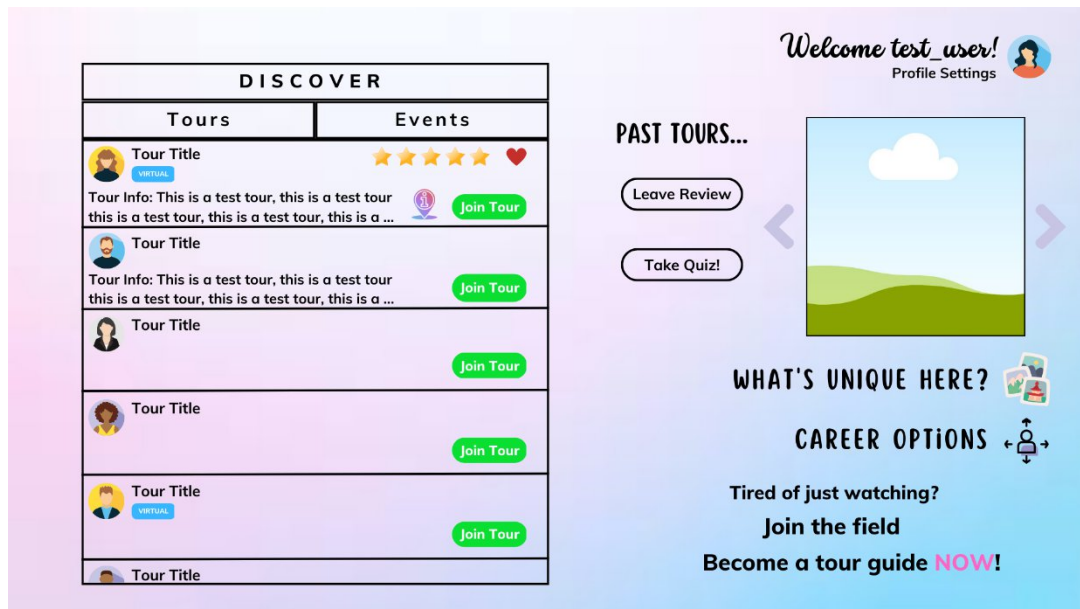 Welcome test_user!
Profile Settings
DISCOVER
Tours
Events
Tour Title
VIRTUAL
Tour Info: This is a test tour, this is a test tour
this is a test tour, this is a test tour, this is a ...
Join Tour
Tour Title
Tour Info: This is a test tour, this is a test tour
this is a test tour, this is a test tour, this is a ...
Join Tour
Tour Title
Join Tour
Tour Title
Join Tour
Tour Title
VIRTUAL
Join Tour
Tour Title
PAST TOURS...
Leave Review
Take Quiz!
WHAT'S UNIQUE HERE?
CAREER OPTIONS
Tired of just watching?
Join the field
Become a tour guide NOW!